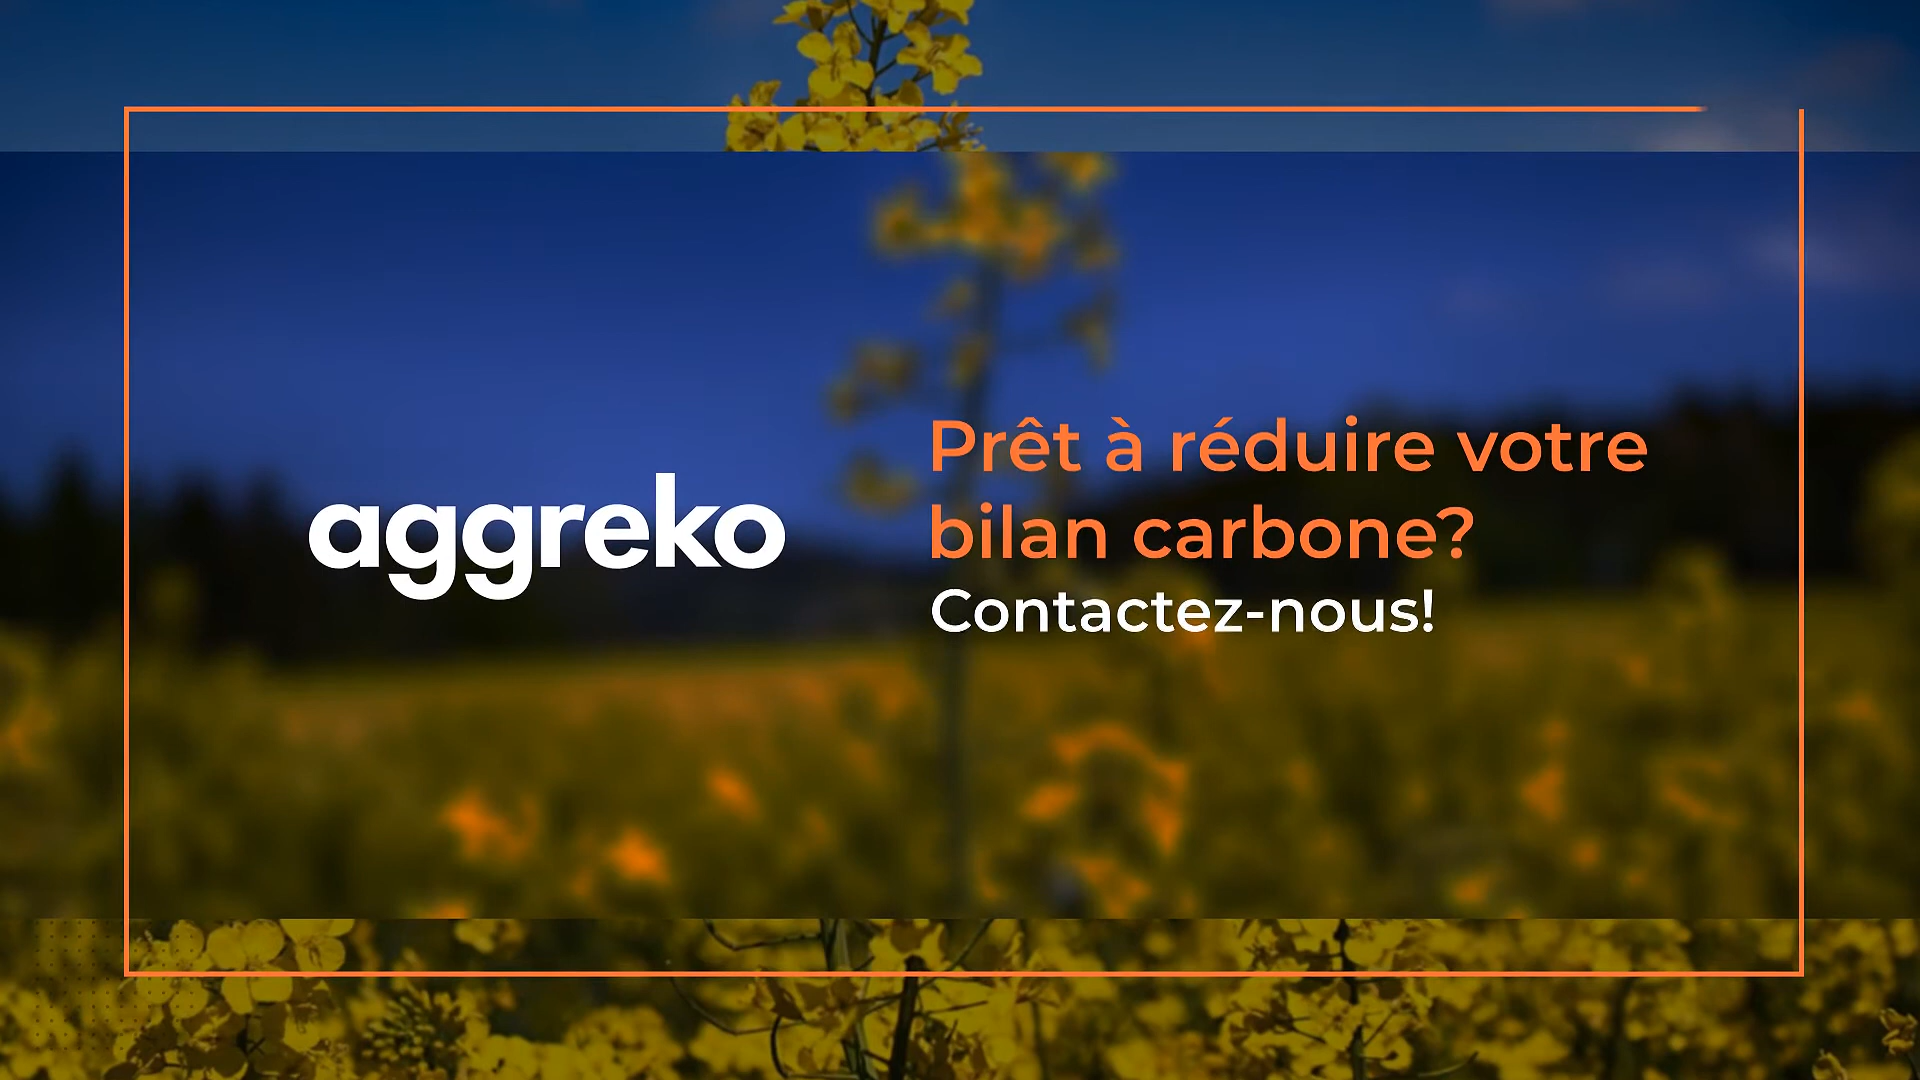 aggreko
Prêt à réduire votre
bilan carbone?
Contactez-nous!